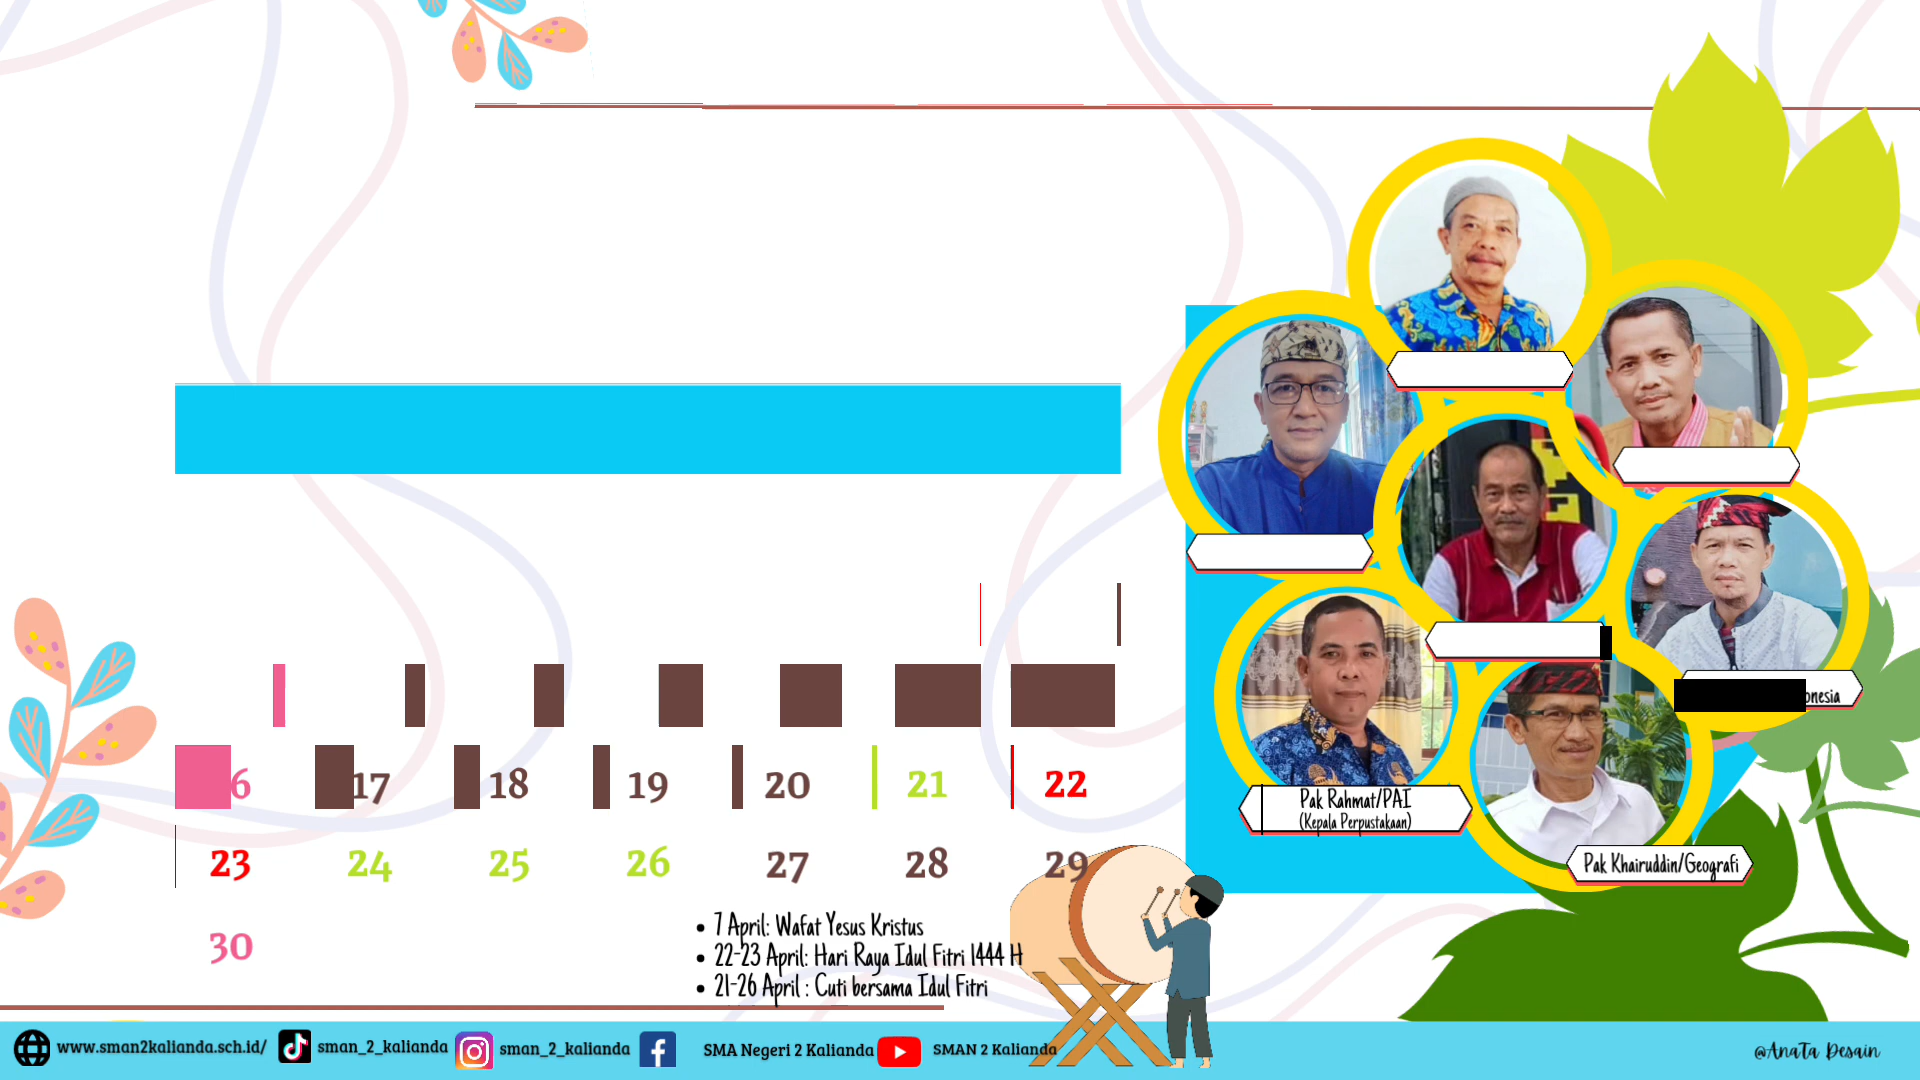 6 17 18 19 20 21 22
23 24 25 26 27 28 29
30
• 7 April: Wafat Yesus Kristus
• 22-23 April: Hari Raya Idul Fitri 1444 H
• 21-26 April : Cuti bersama Idul Fitri
onesia
Pak Rahmat/PAI
(Kepala Perpustakaan)
Pak Khairuddin/Geografi
www.sman2kalianda.sch.id/ sman_2_kalianda sman_2_kalianda SMA Negeri 2 Kalianda SMAN 2 Kalianda @AnaTa Desain